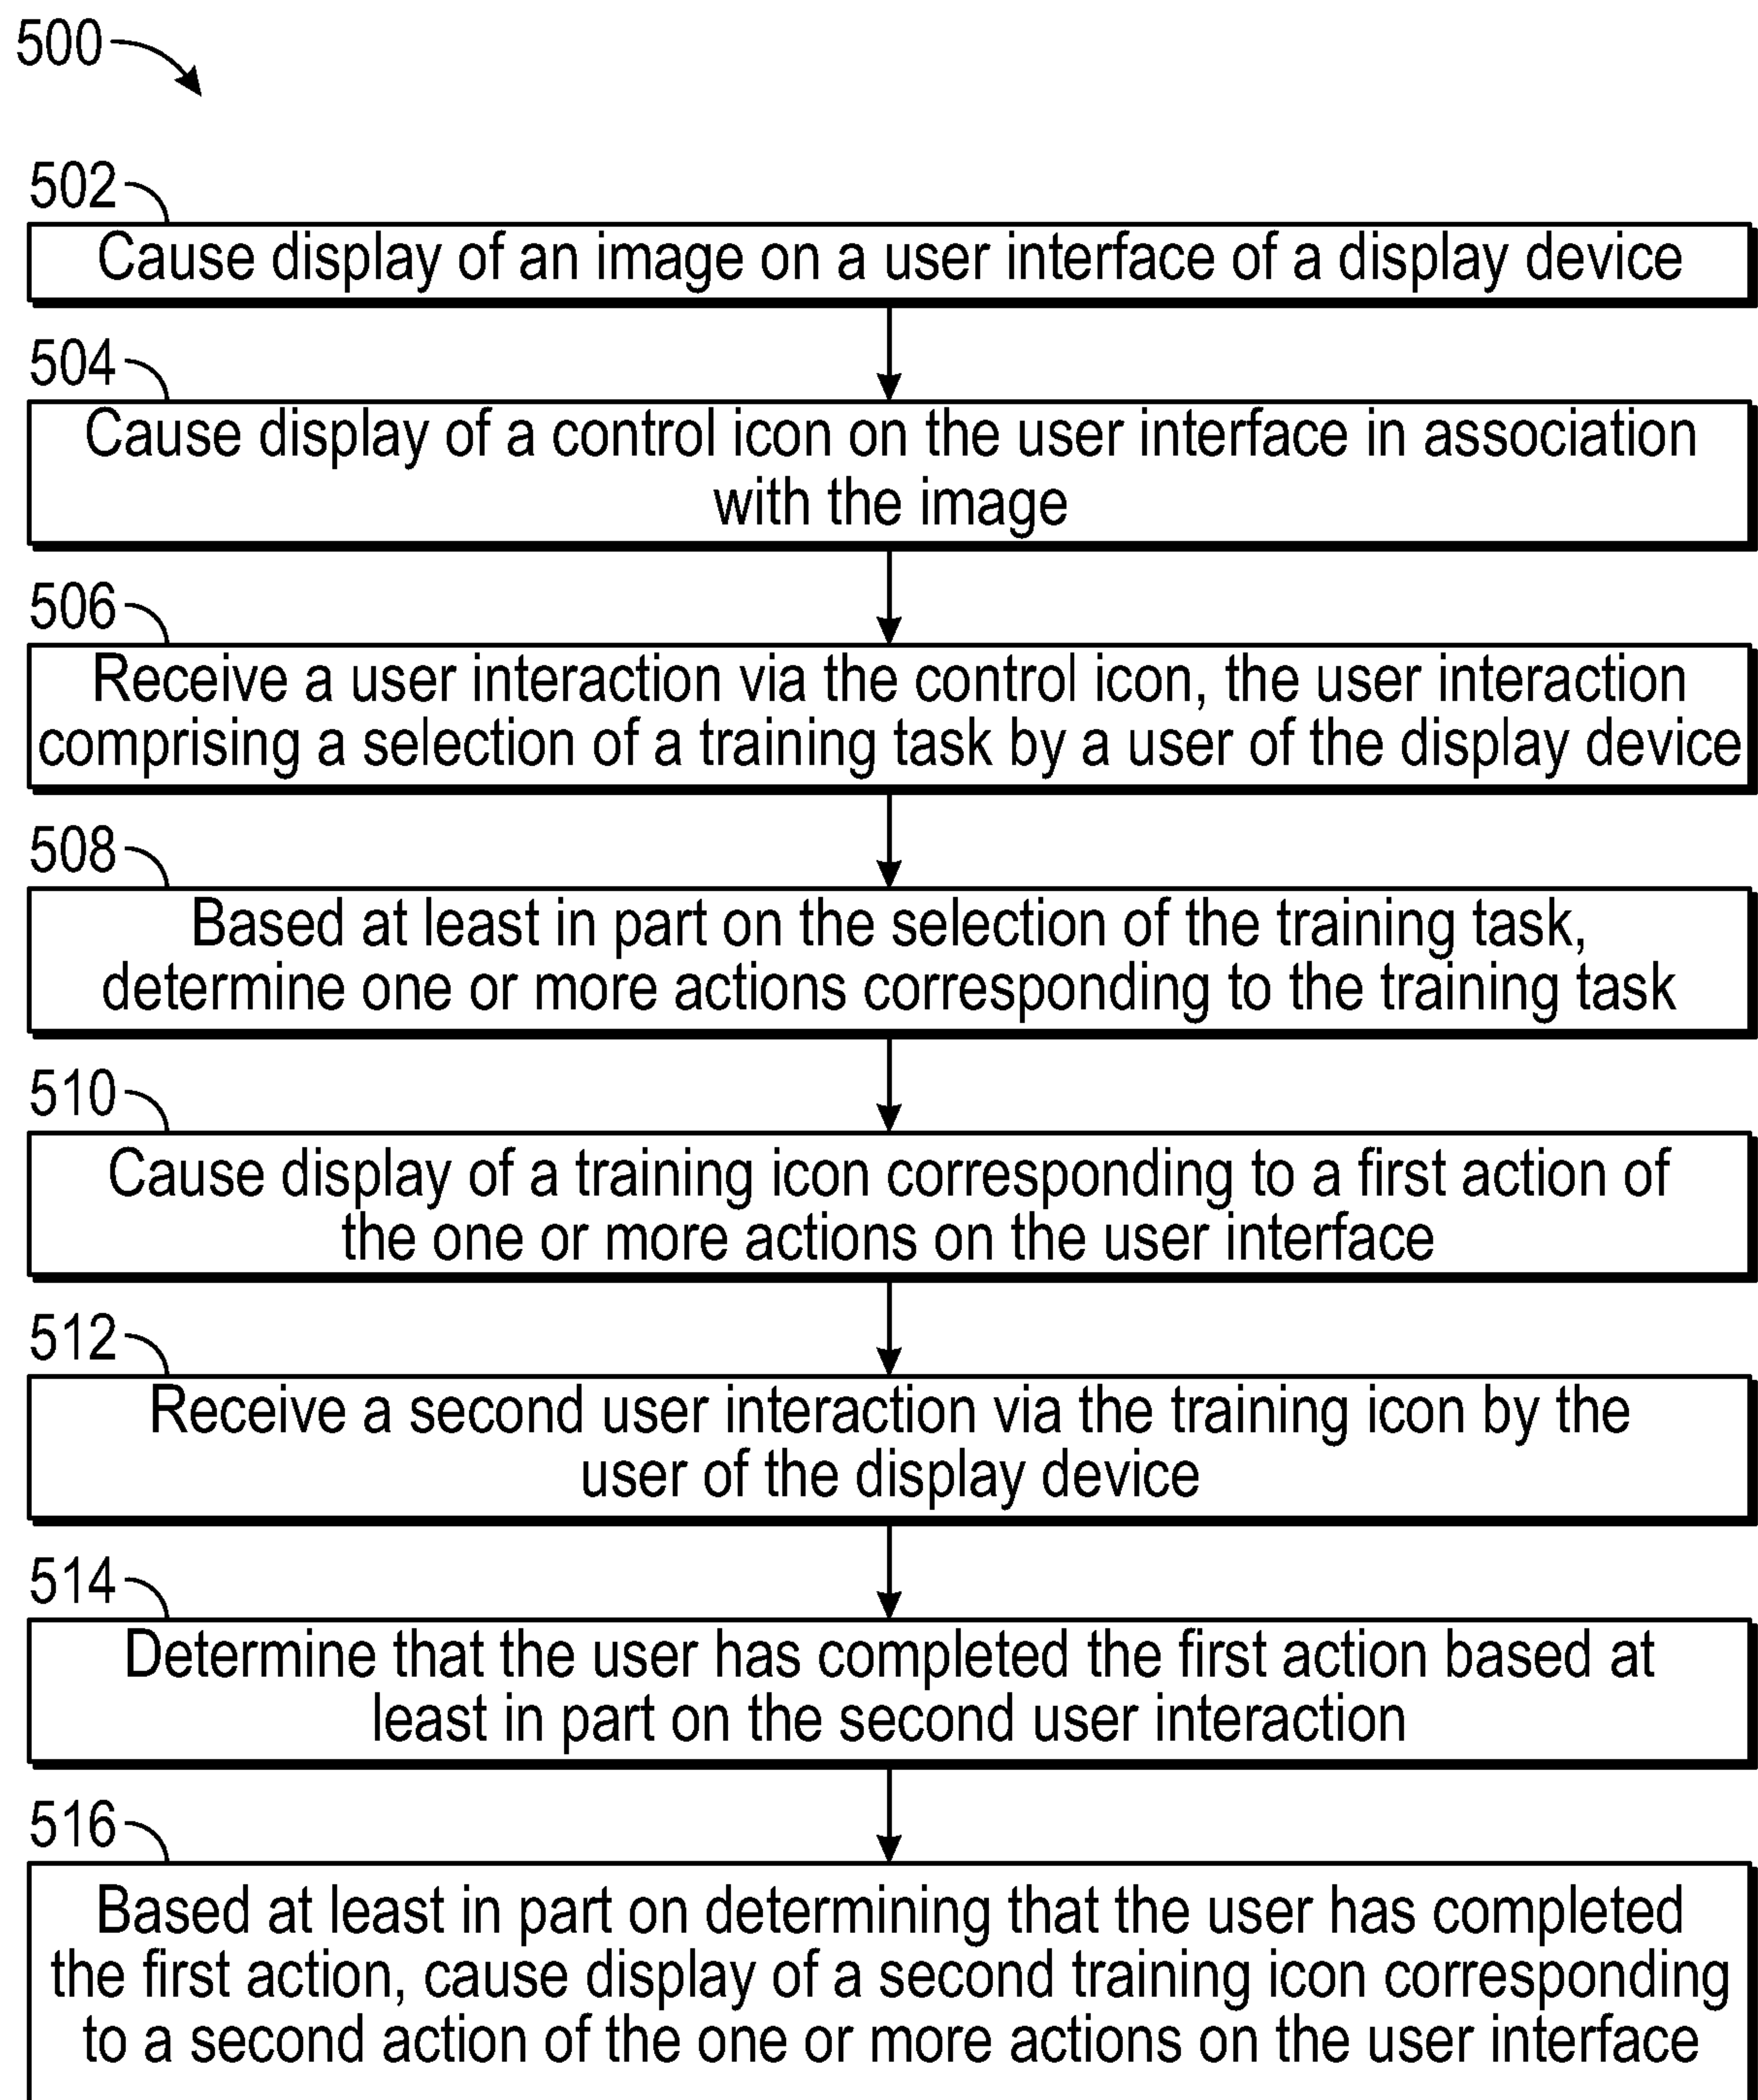 500
502
Cause display of an image on a user interface of a display device
504
Cause display of a control icon on the user interface in association
with the image
506
Receive a user interaction via the control icon, the user interaction
comprising a selection of a training task by a user of the display device
508
Based at least in part on the selection of the training task,
determine one or more actions corresponding to the training task
510
Cause display of a training icon corresponding to a first action of
the one or more actions on the user interface
512
Receive a second user interaction via the training icon by the
user of the display device
514
Determine that the user has completed the first action based at
least in part on the second user interaction
516
Based at least in part on determining that the user has completed
the first action, cause display of a second training icon corresponding
to a second action of the one or more actions on the user interface